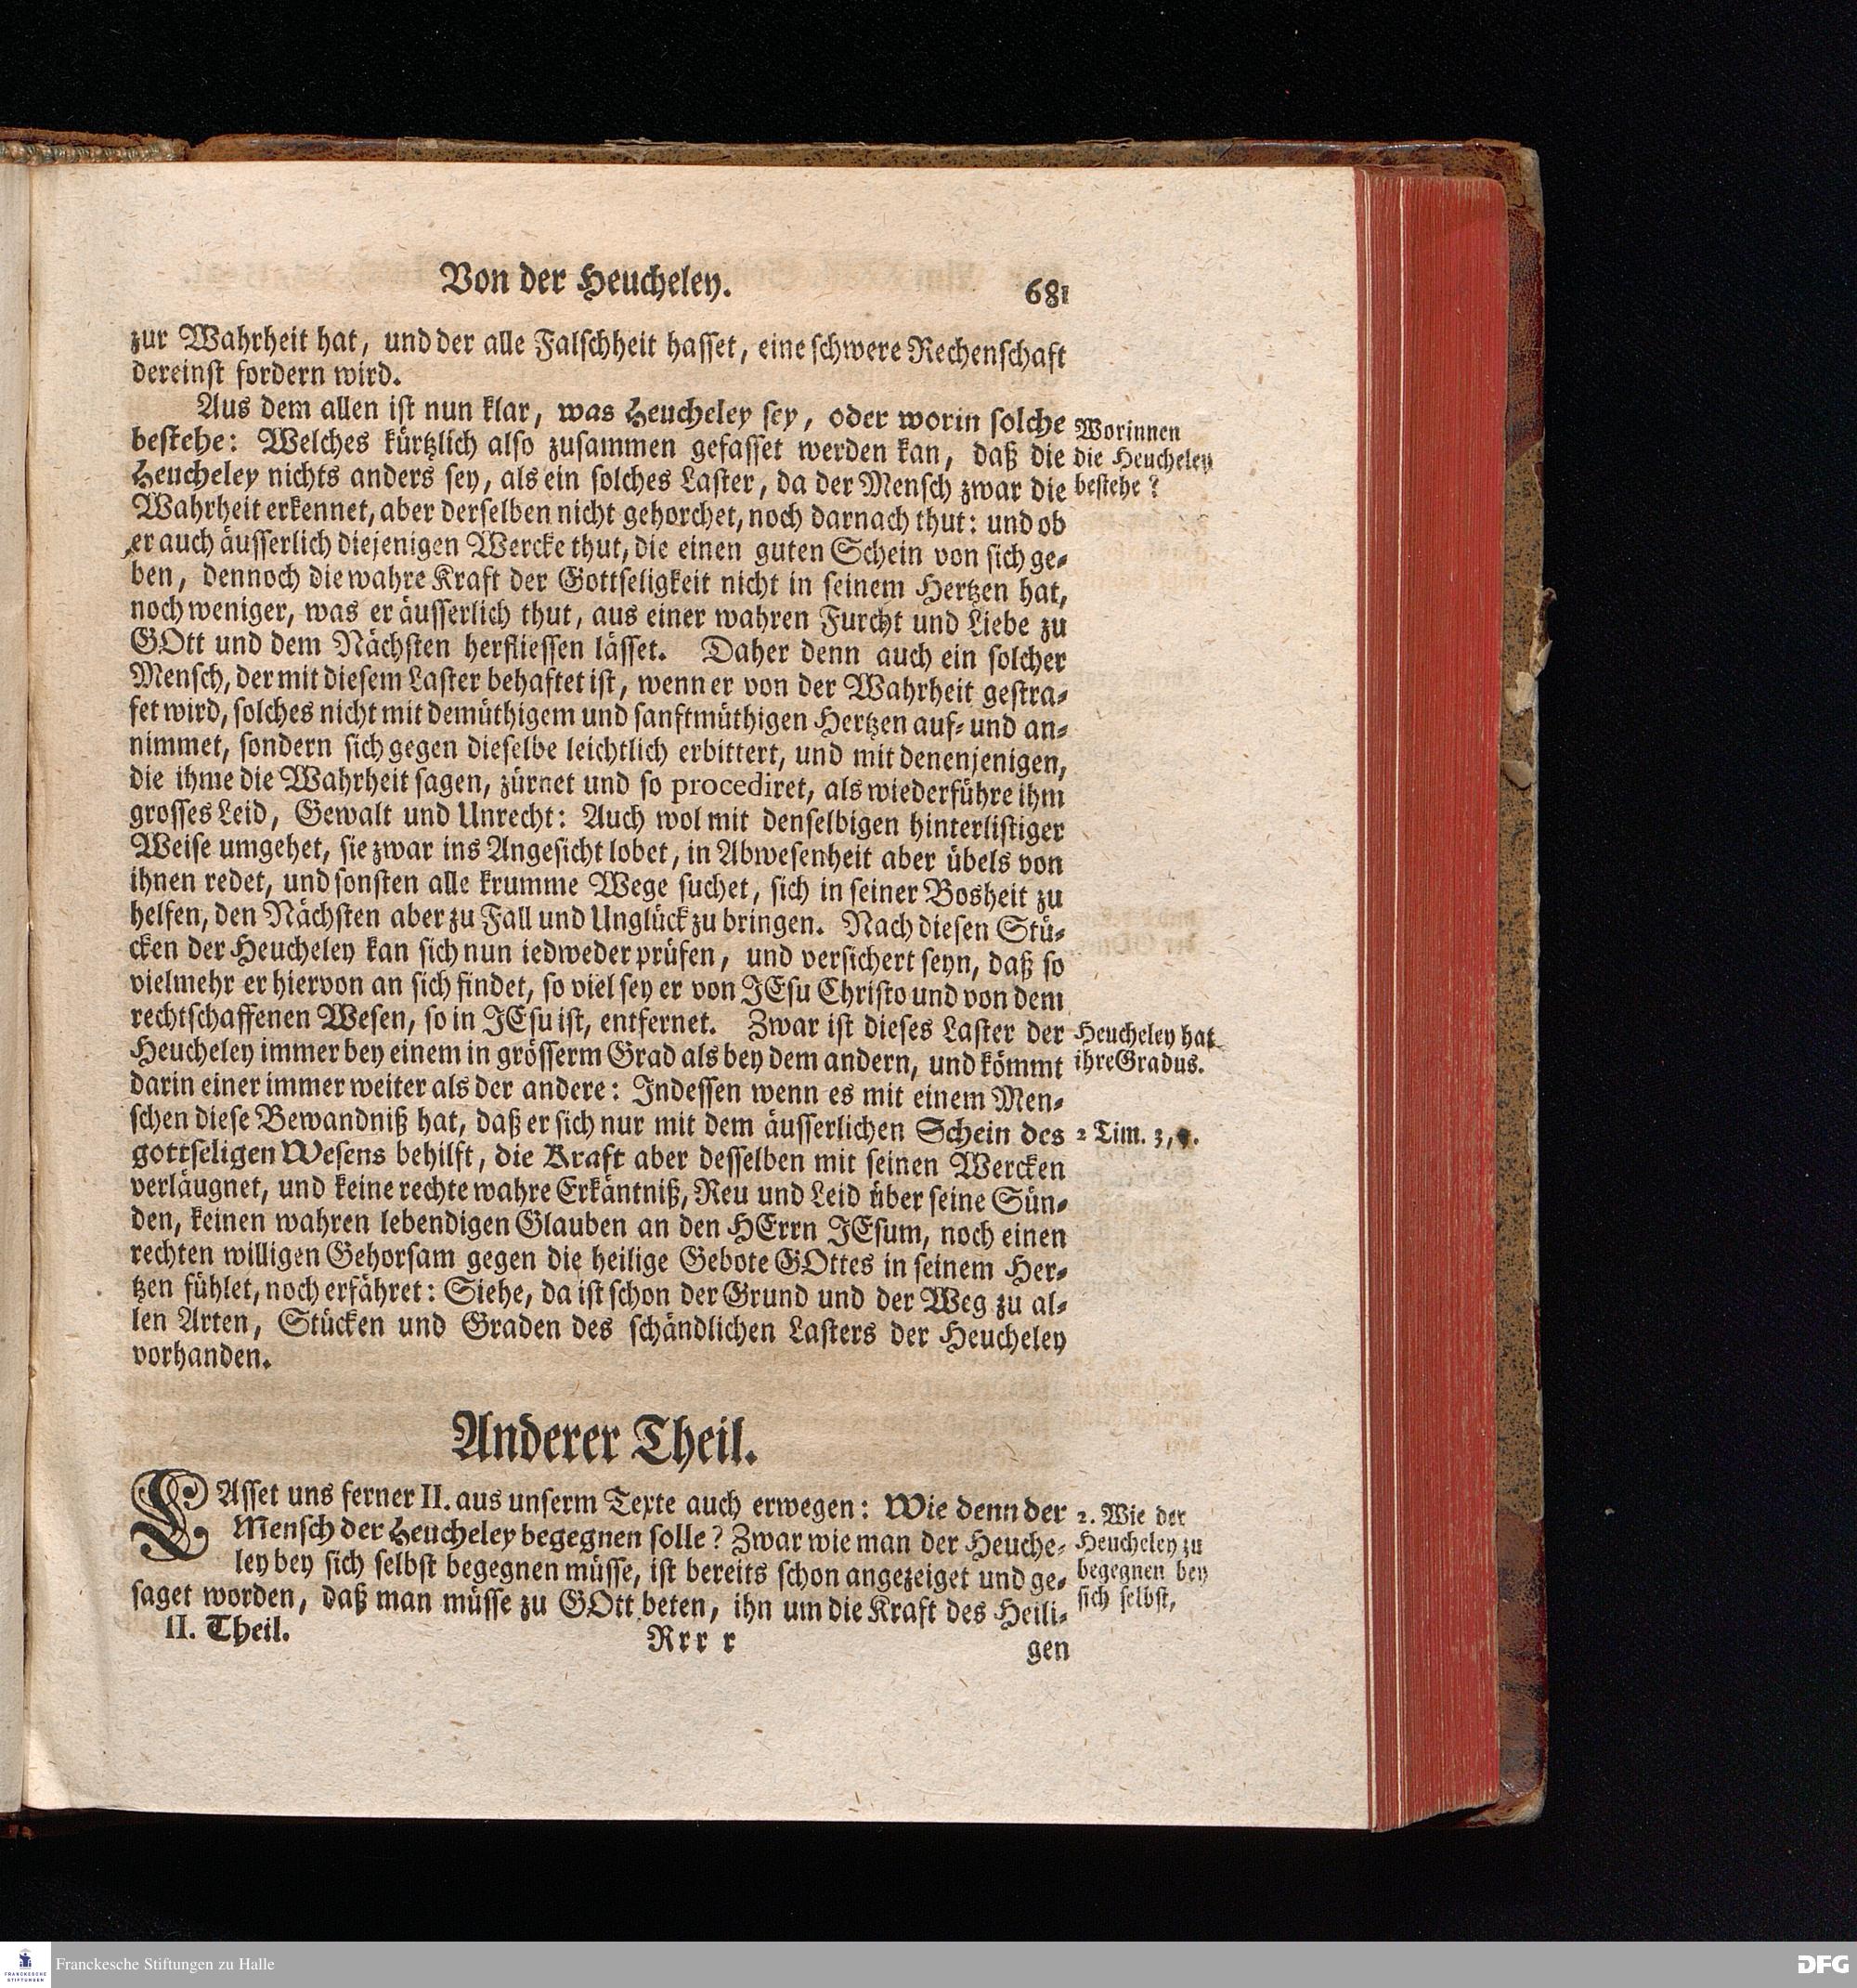 Von der Heucheley.
681
zur Wahrheit hat, und der alle Falschheit hasset, eine schwere Rechenschaft
dereinst fordern wird.
Aus dem allen ist nun klar, was Heucheley sey, oder worin solche
bestehe: Welches kürtzlich also zusammen gefasset werden kan, daß die
Heucheley nichts anders sey, als ein solches Laster, da der Mensch zwar die
Wahrheit erkennet, aber derselben nicht gehorchet, noch darnach thut: und ob
er auch äusserlich diejenigen Wercke thut, die einen guten Schein von sich ge-
ben, dennoch die wahre Kraft der Gottseligkeit nicht in seinem Hertzen hat,
noch weniger, was er äusserlich thut, aus einer wahren Furcht und Liebe zu
GOtt und dem Nächsten herfliessen lässet. Daher denn auch ein solcher
Mensch, der mit diesem Laster behaftet ist, wenn er von der Wahrheit gestra-
fet wird, solches nicht mit demüthigem und sanftmüthigen Hertzen auf- und an-
nimmet, sondern sich gegen dieselbe leichtlich erbittert, und mit denenjenigen,
die ihme die Wahrheit sagen, zürnet und so procediret, als wiederführe ihm
grosses Leid, Gewalt und Unrecht: Auch wol mit denselbigen hinterlistiger
Weise umgehet, sie zwar ins Angesicht lobet, in Abwesenheit aber übels von
ihnen redet, und sonsten alle krumme Wege suchet, sich in seiner Bosheit zu
helfen, den Nächsten aber zu Fall und Unglück zu bringen. Nach diesen Stü-
cken der Heucheley kan sich nun iedweder prüfen, und versichert seyn, daß so
vielmehr er hiervon an sich findet, so viel sey er von JEsu Christo und von dem
rechtschaffenen Wesen, so in JEsu ist, entfernet. Zwar ist dieses Laster der
Heucheley immer bey einem in grösserm Grad als bey dem andern, und kömmt
darin einer immer weiter als der andere: Indessen wenn es mit einem Men-
schen diese Bewandniß hat, daß er sich nur mit dem äusserlichen Schein des
gottseligen Wesens behilft, die Kraft aber desselben mit seinen Wercken
verläugnet, und keine rechte wahre Erkäntniß, Reu und Leid über seine Sün-
den, keinen wahren lebendigen Glauben an den HErrn JEsum, noch einen
rechten willigen Gehorsam gegen die heilige Gebote GOttes in seinem Her-
tzen fühlet, noch erfähret: Siehe, da ist schon der Grund und der Weg zu al-
len Arten, Stücken und Graden des schändlichen Lasters der Heucheley
vorhanden.
Worinnen
die Heucheley
bestehe?
Heucheley hat
ihre Gradus.
2 Tim. 3,
Anderer Theil.
LAsset uns ferner II. aus unserm Texte auch erwegen: Wie denn der
Mensch der Heucheley begegnen solle? Zwar wie man der Heuche-
ley bey sich selbst begegnen müsse, ist bereits schon angezeiget und ge-
saget worden, daß man müsse zu GOtt beten, ihn um die Kraft des Heili-
2. Wie der
Heucheley zu
begegnen bey
sich selbst,
II. Theil.
Rrr r
gen
Franckesche Stiftungen zu Halle
FRANCKESCHE
STIFTUNGEN
DFG